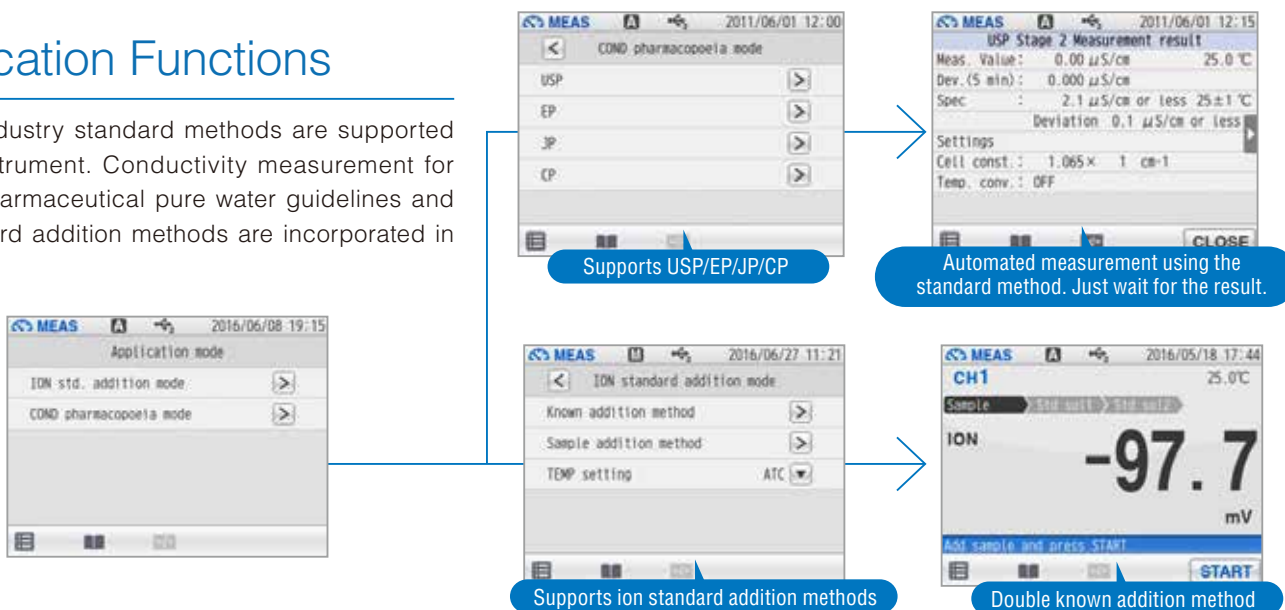 cation Functions
dustry standard methods are supported
trument. Conductivity measurement for
armaceutical pure water guidelines and
rd addition methods are incorporated in
MEAS A 2016/06/08 19:15
Application mode
ION std. addition mode >
COND pharmacopoeia mode >
MEAS A 2011/06/01 12:00
< COND pharmacopoeia mode
USP >
EP >
JP >
CP >
Supports USP/EP/JP/CP
MEAS A 2011/06/01 12:15
USP Stage 2 Measurement result
Meas. Value: 0.00 µS/cm 25.0 ℃
Dev.(5 min): 0.000 µS/cm
Spec : 2.1 µS/cm or less 25±1 ℃
Deviation 0.1 µS/cm or less
Settings
Cell const.: 1.065× 1 cm-1
Temp. conv.: OFF
CLOSE
Automated measurement using the
standard method. Just wait for the result.
MEAS M 2016/06/27 11:21
< ION standard addition mode
Known addition method >
Sample addition method >
TEMP setting ATC ▼
Supports ion standard addition methods
MEAS A 2016/05/18 17:44
CH1 25.0℃
Sample
ION -97.7
mV
Add sample and press START
START
Double known addition method